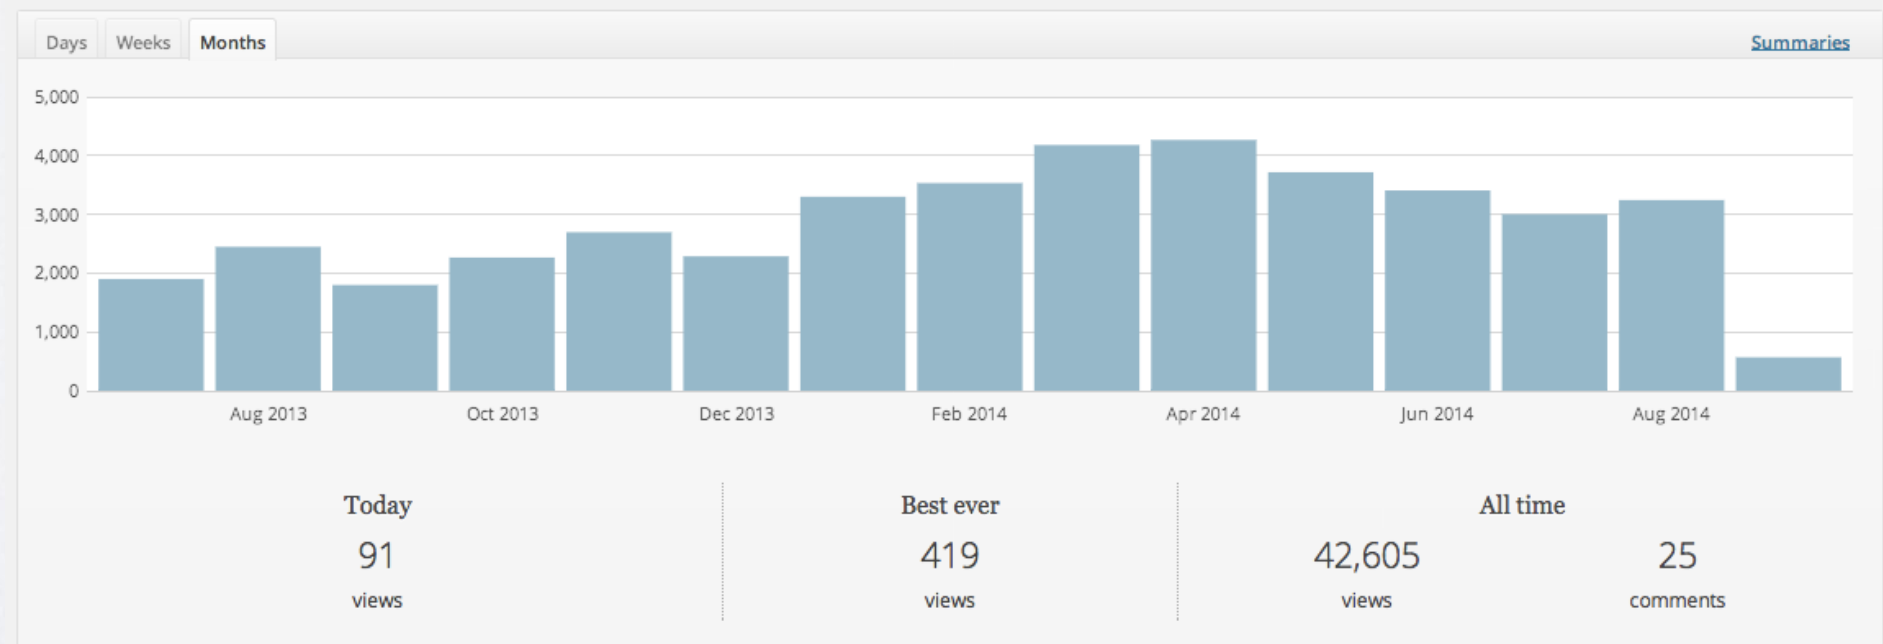 Days Weeks Months Summaries
5,000
4,000
3,000
2,000
1,000
0
Aug 2013 Oct 2013 Dec 2013 Feb 2014 Apr 2014 Jun 2014 Aug 2014
Today Best ever All time
91 419 42,605 25
views views views comments